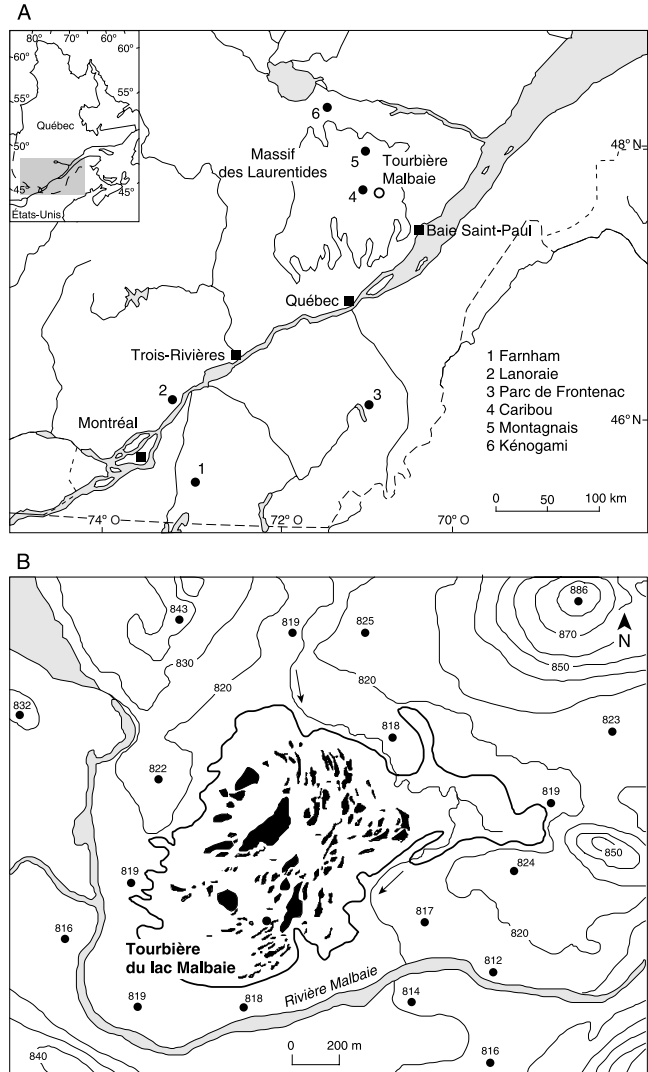 A
80° 70° 60°
60°
60°
55°
55°
50°
50°
45°
45°
Québec
États-Unis
6
Massif
des Laurentides
5
Tourbière
Malbaie
4
48° N
Baie Saint-Paul
Québec
Trois-Rivières
2
3
Montréal
1
46° N
1 Farnham
2 Lanoraie
3 Parc de Frontenac
4 Caribou
5 Montagnais
6 Kénogami
0 50 100 km
74° O
72° O
70° O
B
843
819
825
886
830
870
N
850
820
820
832
818
823
822
819
850
824
819
817
820
816
Tourbière
du lac Malbaie
812
Rivière Malbaie
819
818
814
840
0 200 m
816